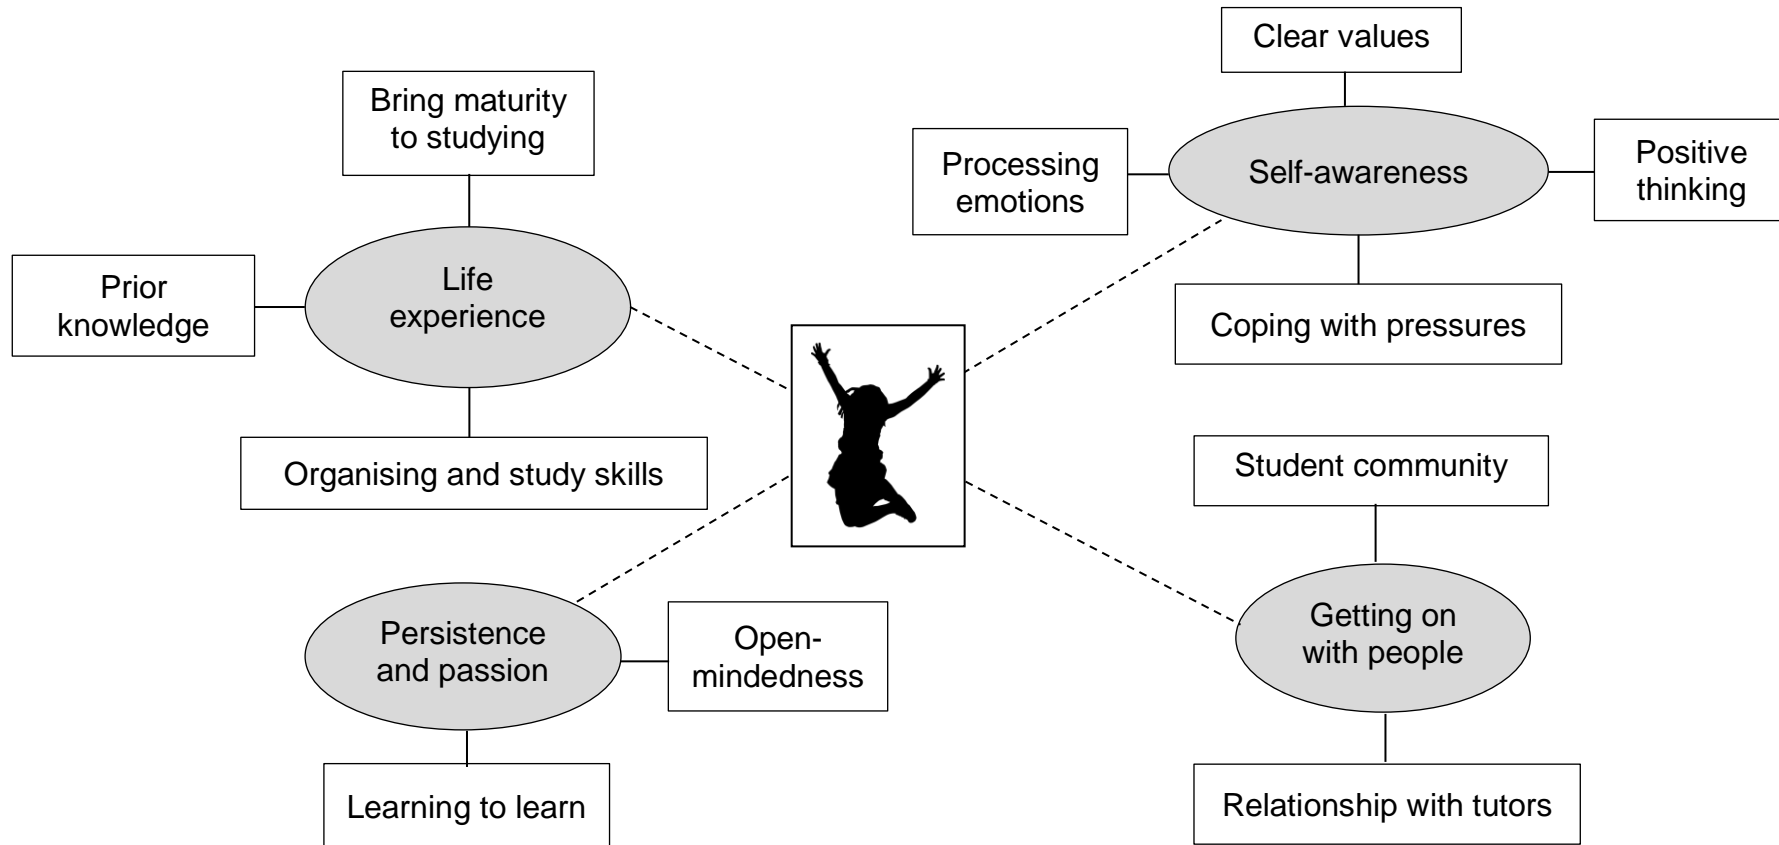 Clear values
Bring maturity
to studying
Processing
emotions
Self-awareness
Positive
thinking
Prior
knowledge
Life
experience
Coping with pressures
Organising and study skills
Student community
Persistence
and passion
Open-
mindedness
Getting on
with people
Learning to learn
Relationship with tutors